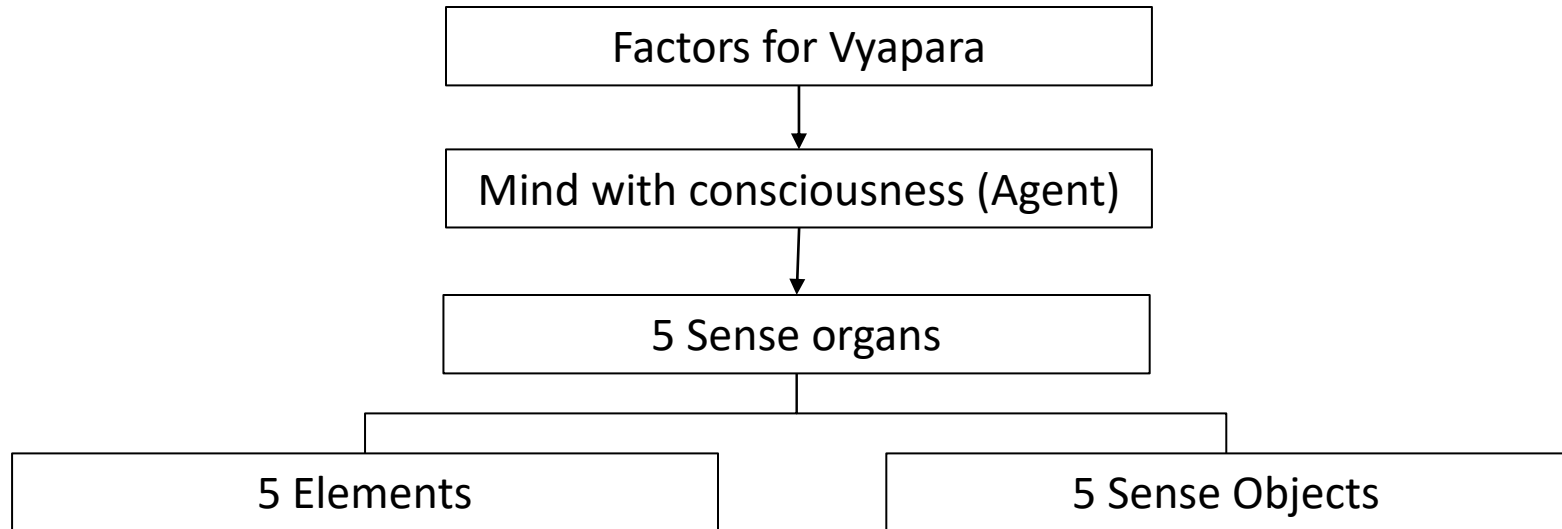 Factors for Vyapara
Mind with consciousness (Agent)
5 Sense organs
5 Elements
5 Sense Objects